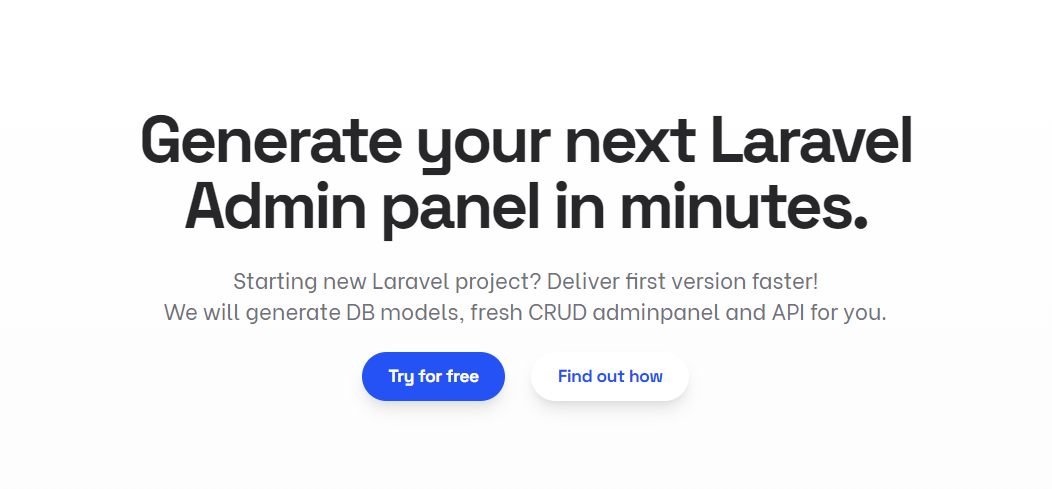 Generate your next Laravel
Admin panel in minutes.
Starting new Laravel project? Deliver first version faster!
We will generate DB models, fresh CRUD adminpanel and API for you.
Try for free
Find out how